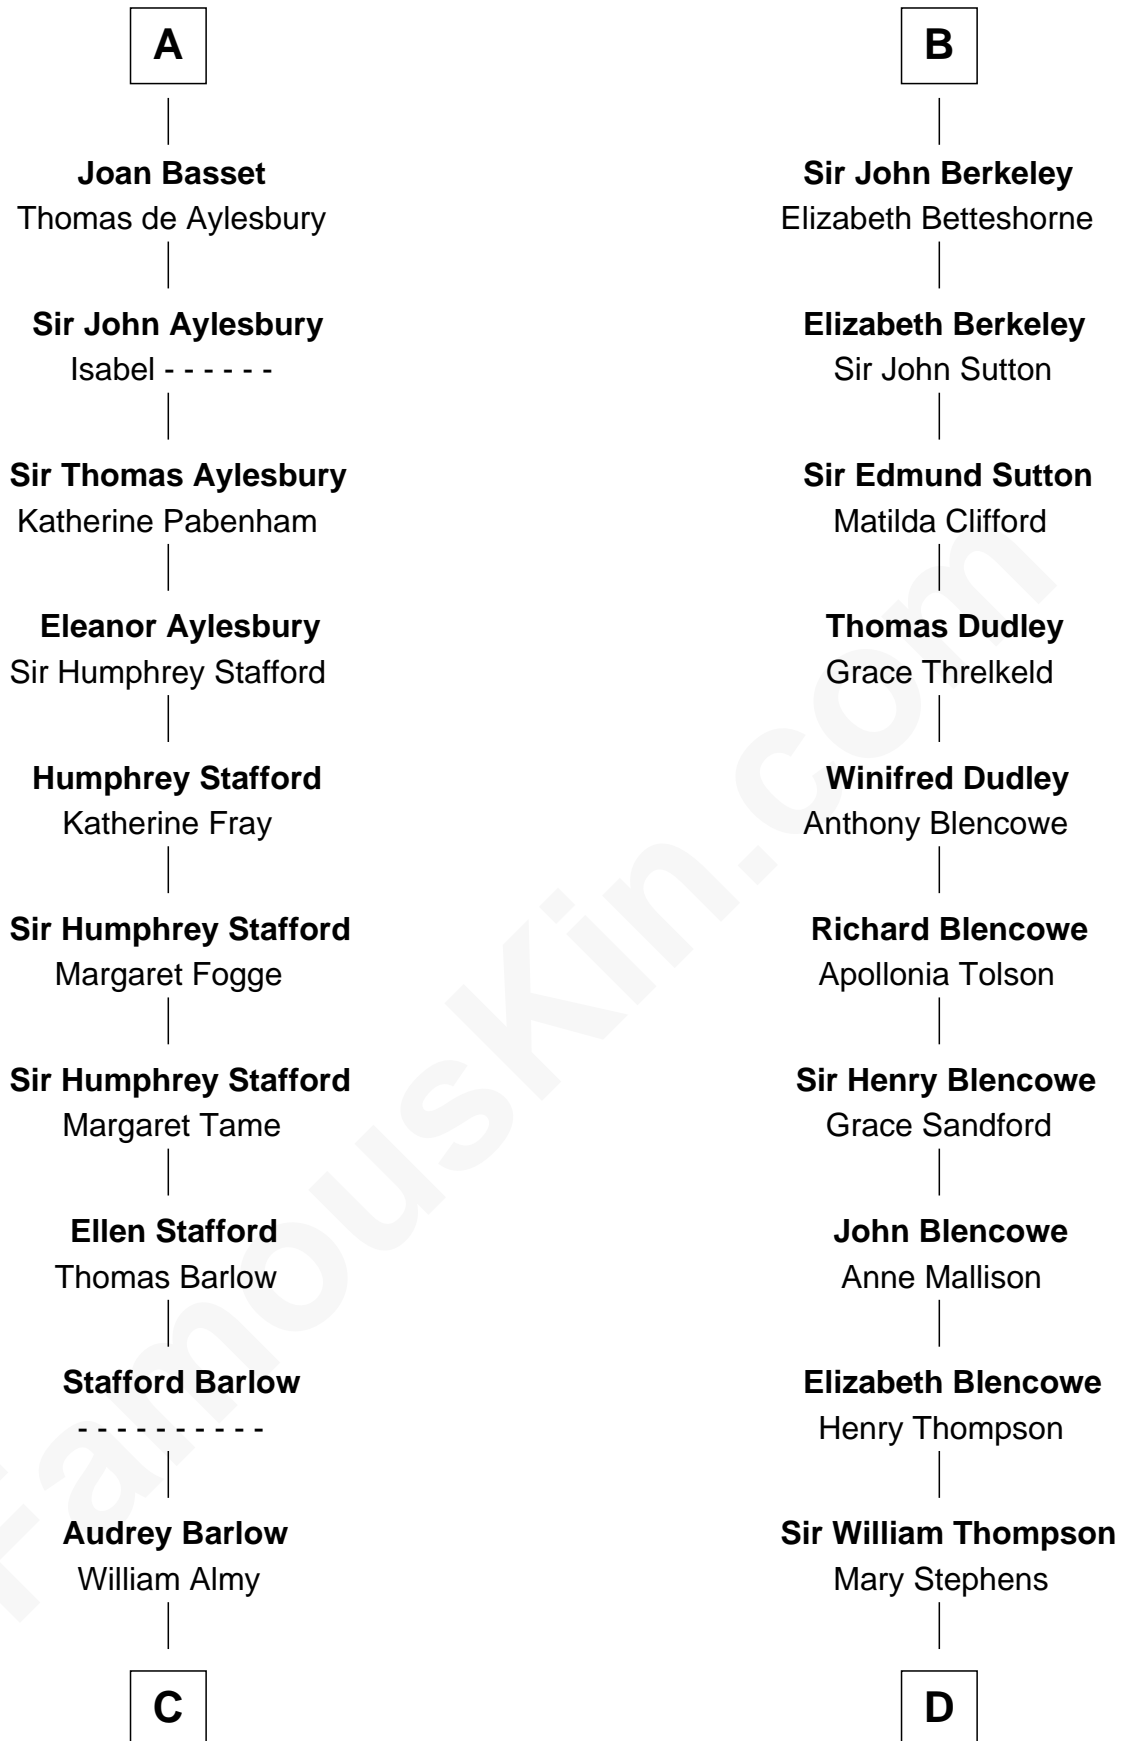 A
Joan Basset
Thomas de Aylesbury
Sir John Aylesbury
Isabel - - - - - -
Sir Thomas Aylesbury
Katherine Pabenham
Eleanor Aylesbury
Sir Humphrey Stafford
Humphrey Stafford
Katherine Fray
Sir Humphrey Stafford
Margaret Fogge
Sir Humphrey Stafford
Margaret Tame
Ellen Stafford
Thomas Barlow
Stafford Barlow
- - - - - - - - - -
Audrey Barlow
William Almy
C
B
Sir John Berkeley
Elizabeth Betteshorne
Elizabeth Berkeley
Sir John Sutton
Sir Edmund Sutton
Matilda Clifford
Thomas Dudley
Grace Threlkeld
Winifred Dudley
Anthony Blencowe
Richard Blencowe
Apollonia Tolson
Sir Henry Blencowe
Grace Sandford
John Blencowe
Anne Mallison
Elizabeth Blencowe
Henry Thompson
Sir William Thompson
Mary Stephens
D
FamousKin.com